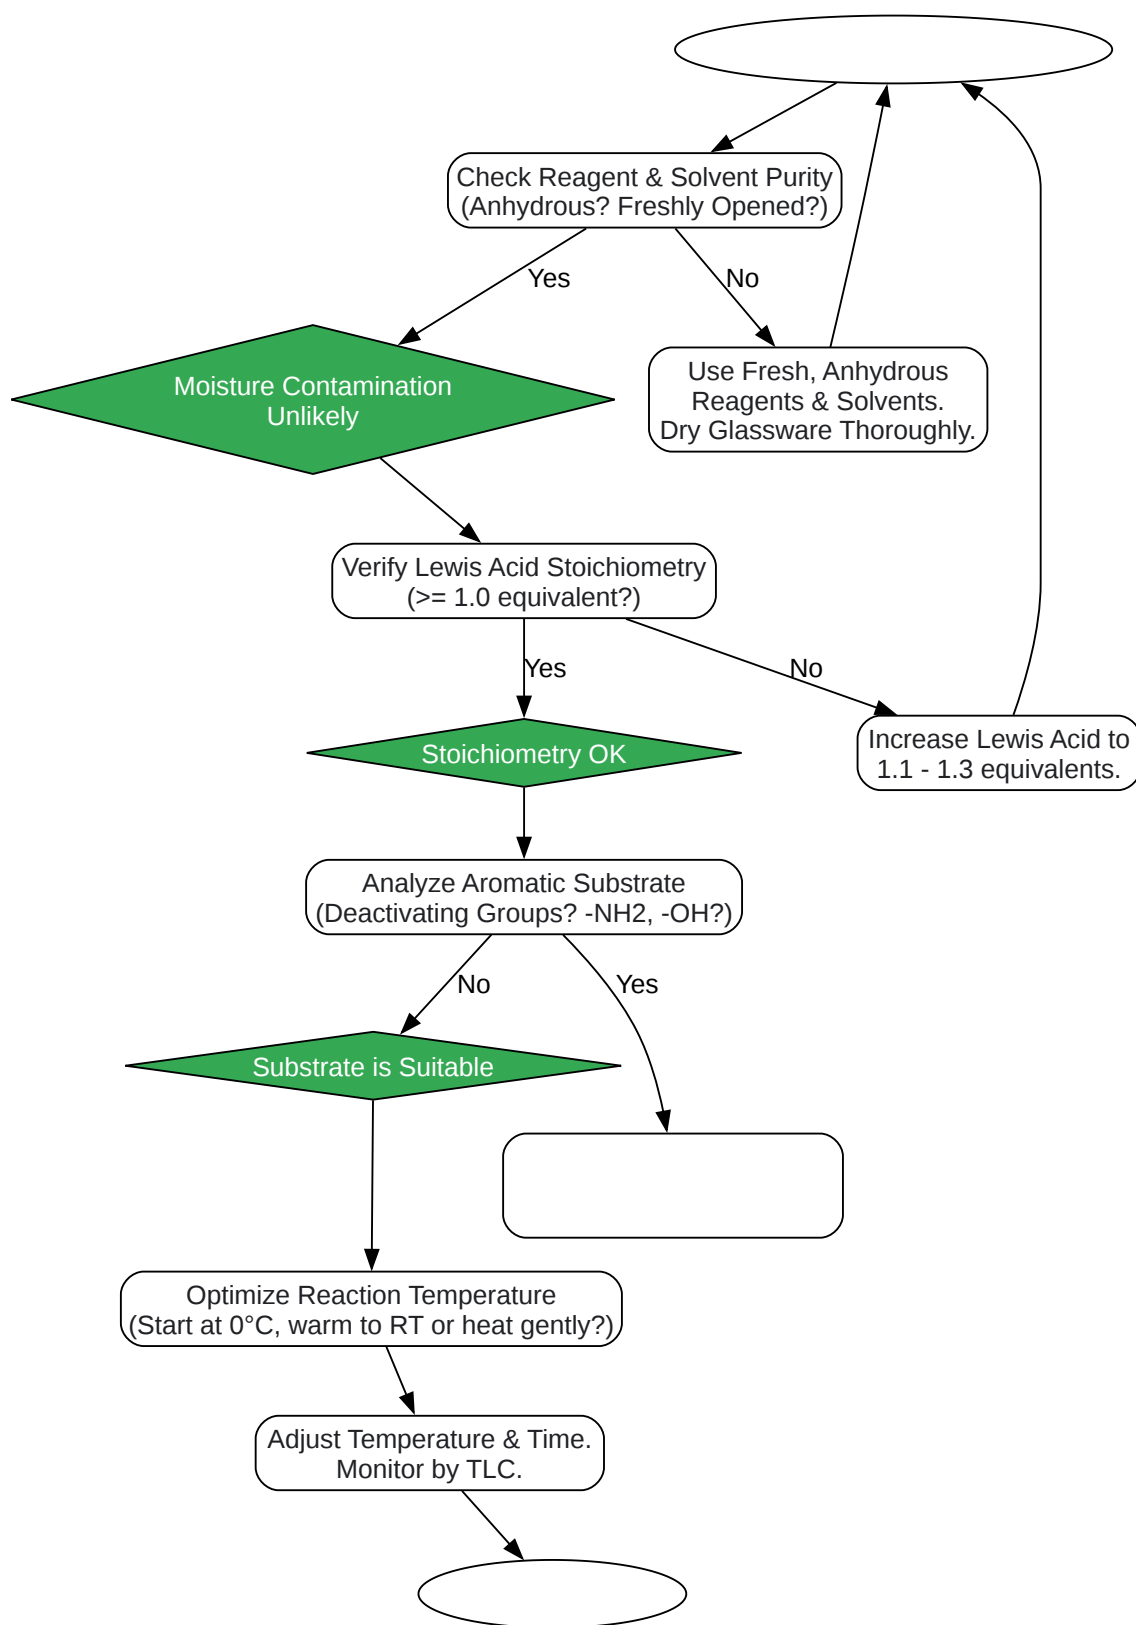 Check Reagent & Solvent Purity
(Anhydrous? Freshly Opened?)
Yes
No
Moisture Contamination
Unlikely
Use Fresh, Anhydrous
Reagents & Solvents.
Dry Glassware Thoroughly.
Verify Lewis Acid Stoichiometry
(>= 1.0 equivalent?)
Yes
No
Stoichiometry OK
Increase Lewis Acid to
1.1 - 1.3 equivalents.
Analyze Aromatic Substrate
(Deactivating Groups? -NH2, -OH?)
No
Yes
Substrate is Suitable
Optimize Reaction Temperature
(Start at 0°C, warm to RT or heat gently?)
Adjust Temperature & Time.
Monitor by TLC.